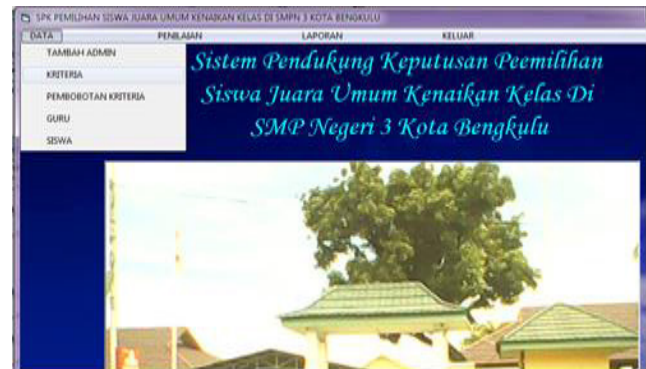 SPK PEMILIHAN SISWA JUARA UMUM KENAIKAN KELAS DI SMPN 3 KOTA BENGKULU
DATA PENILAIAN LAPORAN KELUAR
TAMBAH ADMIN
KRITERIA
PEMBOBOTAN KRITERIA
GURU
SISWA
Sistem Pendukung Keputusan Peemilihan
Siswa Juara Umum Kenaikan Kelas Di
SMP Negeri 3 Kota Bengkulu